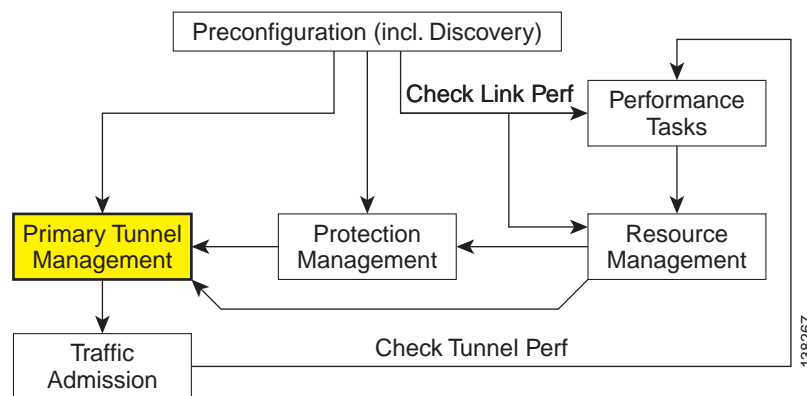 Preconfiguration (incl. Discovery)
Check Link Perf
Performance
Tasks
Primary Tunnel
Management
Protection
Management
Resource
Management
Traffic
Admission
Check Tunnel Perf
138267